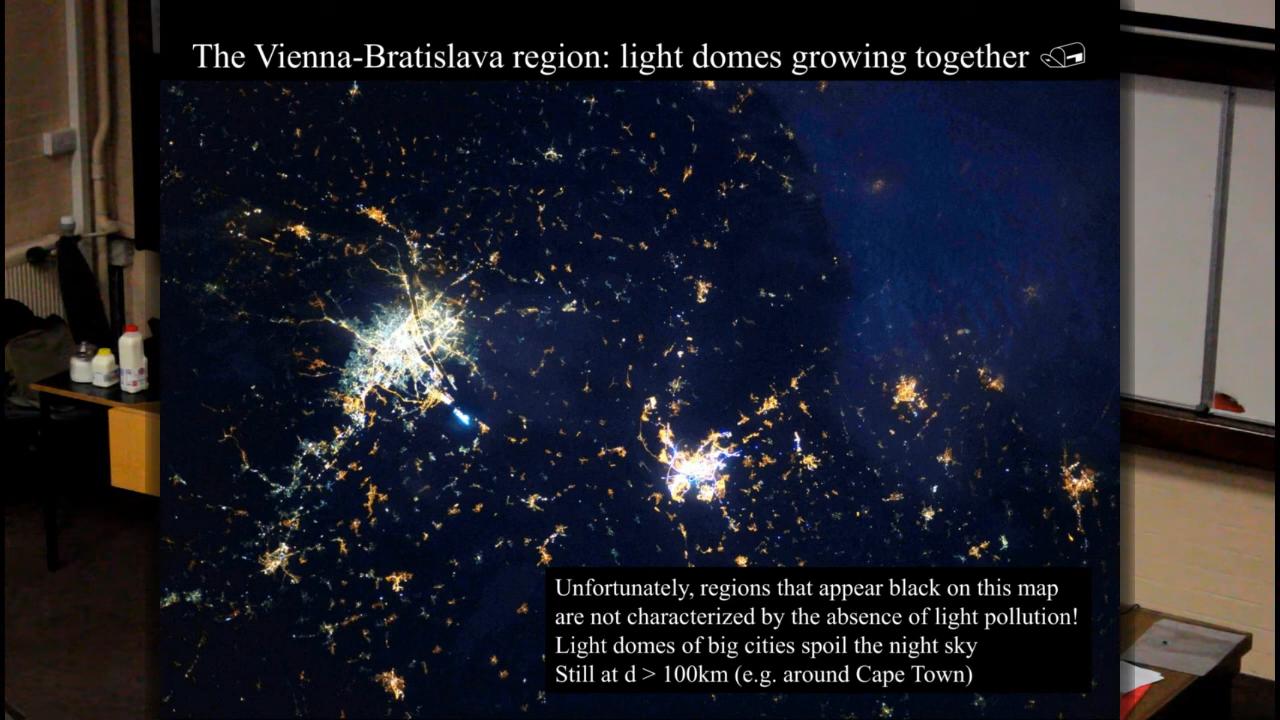 The Vienna-Bratislava region: light domes growing together
Unfortunately, regions that appear black on this map
are not characterized by the absence of light pollution!
Light domes of big cities spoil the night sky
Still at d > 100km (e.g. around Cape Town)